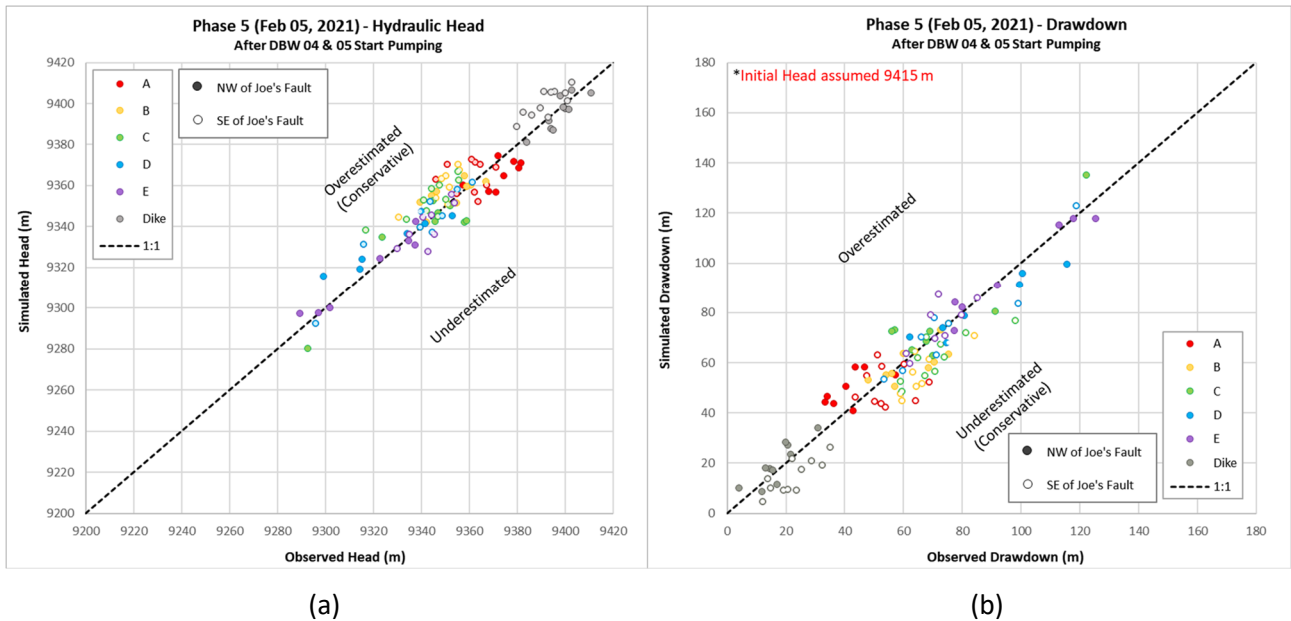 Phase 5 (Feb 05, 2021) - Hydraulic Head
After DBW 04 & 05 Start Pumping
Simulated Head (m)
9420
9400
9380
9360
9340
9320
9300
9280
9260
9240
9220
9200
A
B
C
D
E
Dike
1:1
NW of Joe's Fault
SE of Joe's Fault
Overestimated
(Conservative)
Underestimated
9200 9220 9240 9260 9280 9300 9320 9340 9360 9380 9400 9420
Observed Head (m)
(a)
Phase 5 (Feb 05, 2021) - Drawdown
After DBW 04 & 05 Start Pumping
*Initial Head assumed 9415 m
Simulated Drawdown (m)
180
160
140
120
100
80
60
40
20
0
Overestimated
Underestimated
(Conservative)
A
B
C
D
E
Dike
1:1
NW of Joe's Fault
SE of Joe's Fault
0 20 40 60 80 100 120 140 160 180
Observed Drawdown (m)
(b)